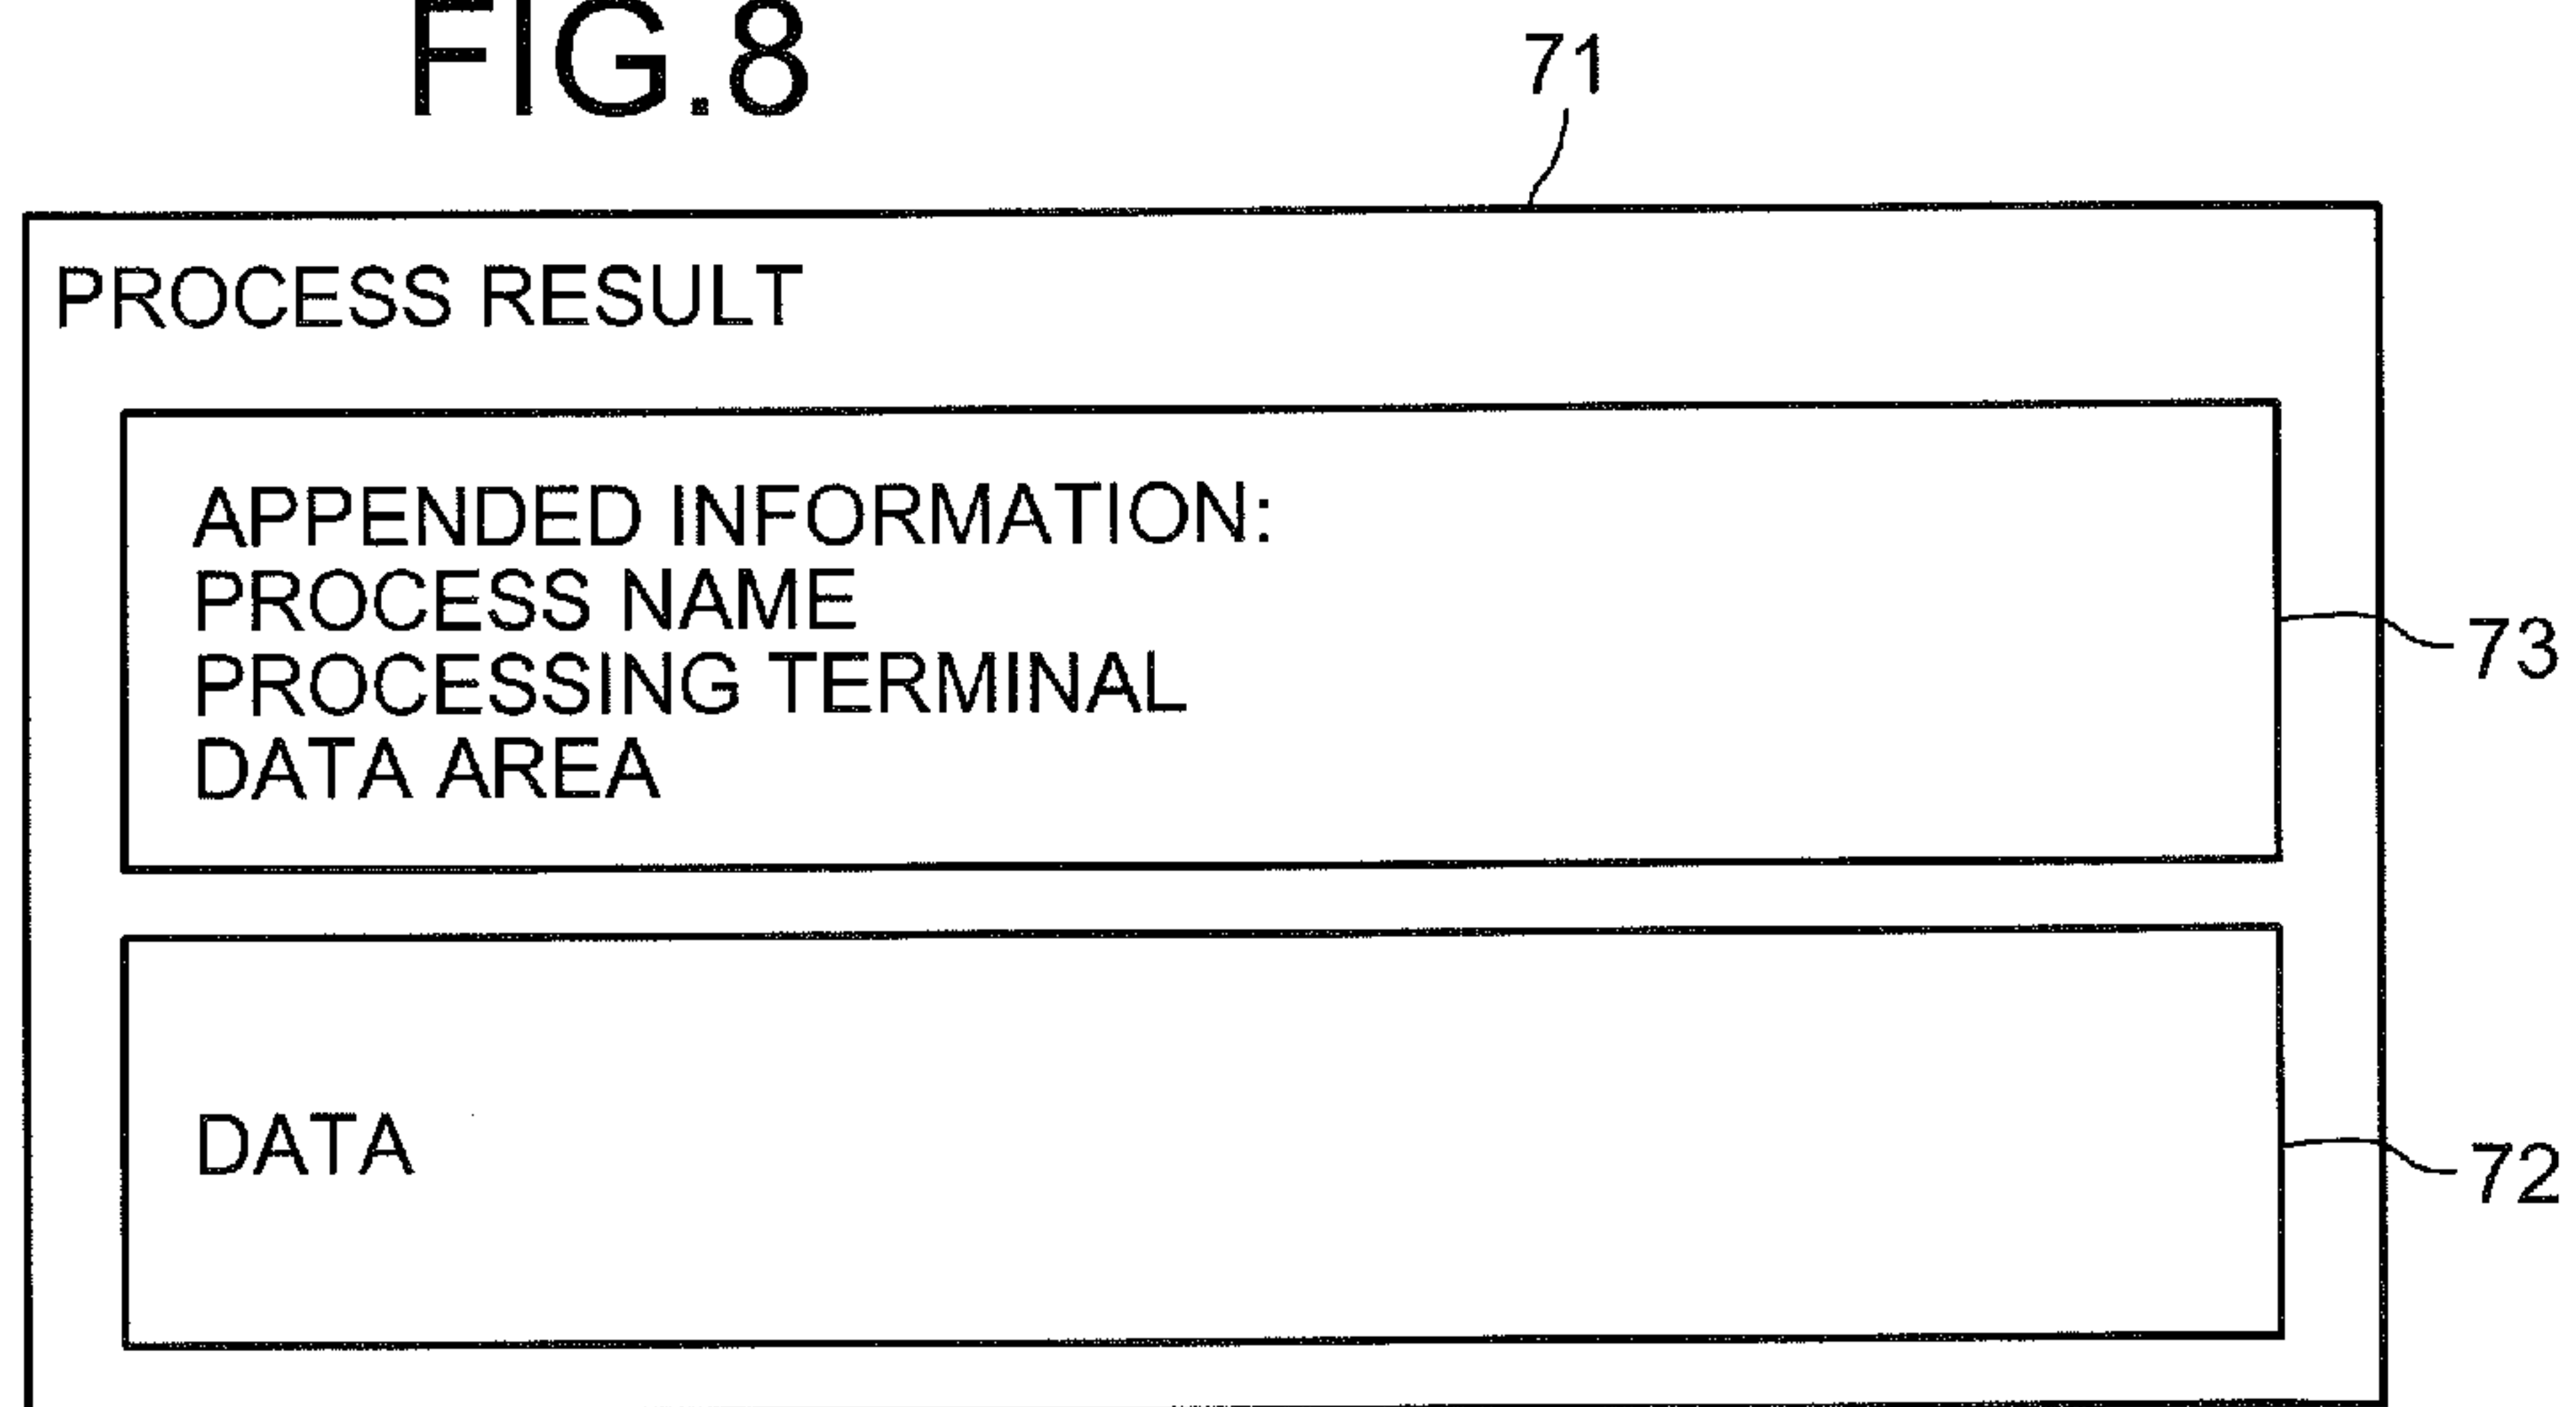 FIG.8
71
PROCESS RESULT
APPENDED INFORMATION:
PROCESS NAME
PROCESSING TERMINAL
DATA AREA
73
DATA
72